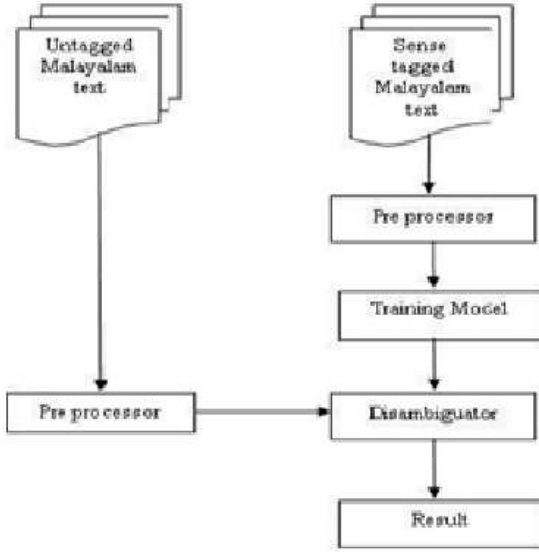 Untagged
Malayalam
text
Sense
tagged
Malayalam
text
Pre processor
Training Model
Pre processor
Disambiguator
Result